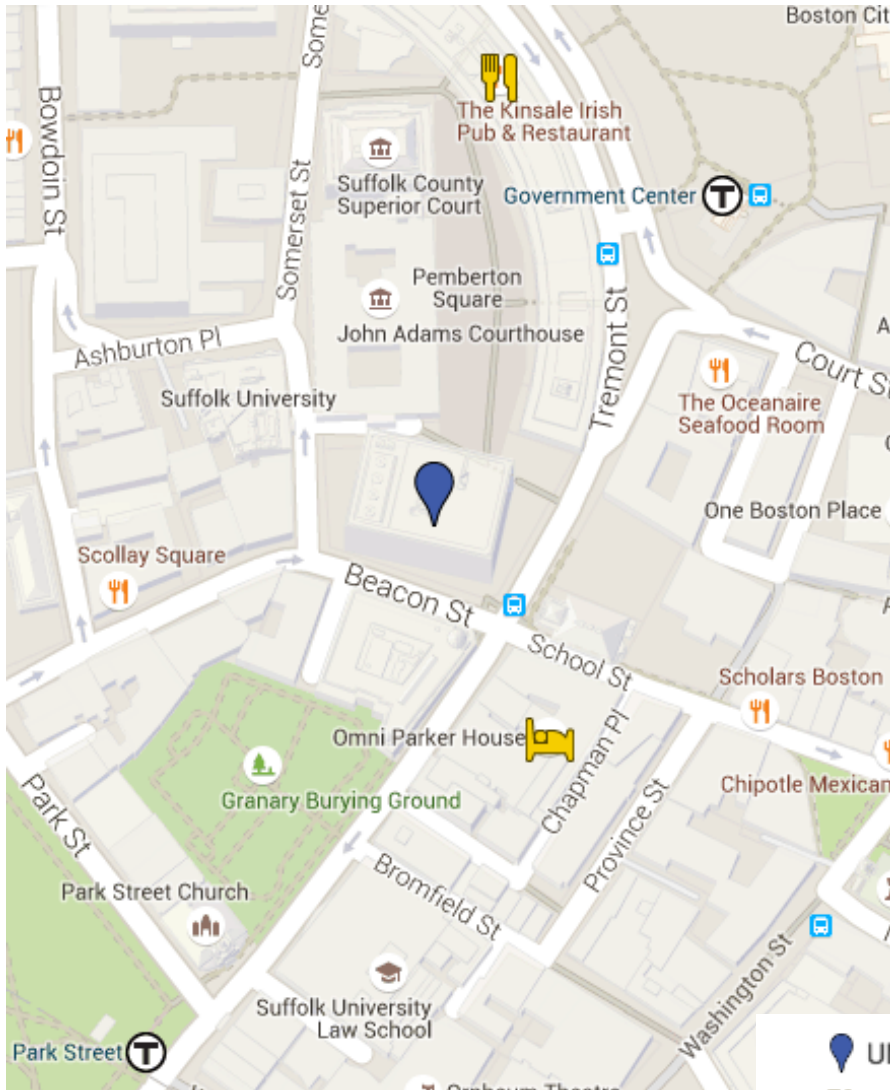 Boston Cit
Some
The Kinsale Irish
Pub & Restaurant
Bowdoin St
Suffolk County
Superior Court
Government Center
T
Somerset St
Pemberton
Square
John Adams Courthouse
Ashburton Pl
Tremont St
Court St
Suffolk University
The Oceanaire
Seafood Room
One Boston Place
Scollay Square
Beacon St
School St
Scholars Boston
Omni Parker House
Chapman Pl
Granary Burying Ground
Park St
Province St
Chipotle Mexican
Park Street Church
Bromfield St
Suffolk University
Law School
Washington St
Park Street
T